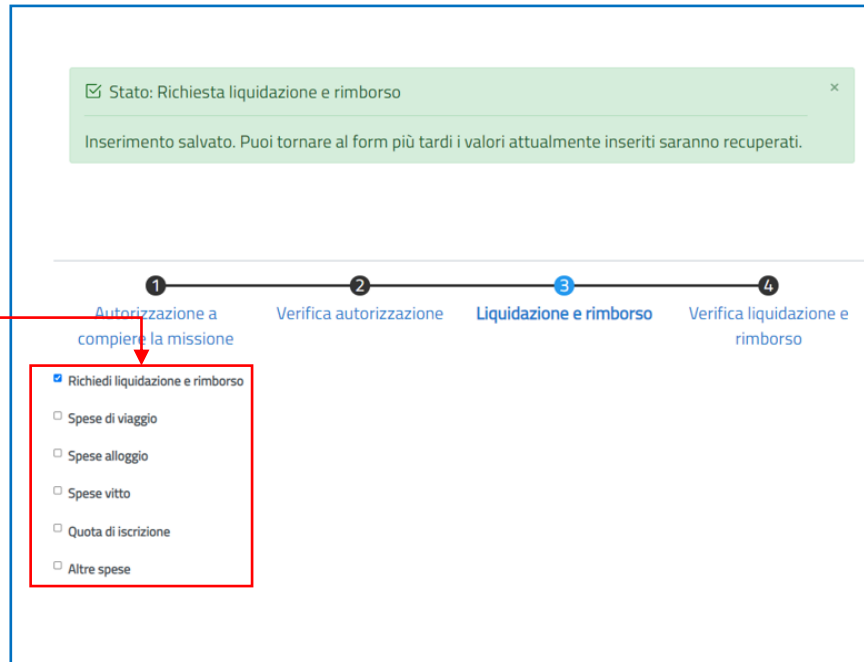 Stato: Richiesta liquidazione e rimborso
×
Inserimento salvato. Puoi tornare al form più tardi i valori attualmente inseriti saranno recuperati.
1 2 3 4
Autorizzazione a Verifica autorizzazione Liquidazione e rimborso Verifica liquidazione e
compiere la missione rimborso
Richiedi liquidazione e rimborso
Spese di viaggio
Spese alloggio
Spese vitto
Quota di iscrizione
Altre spese